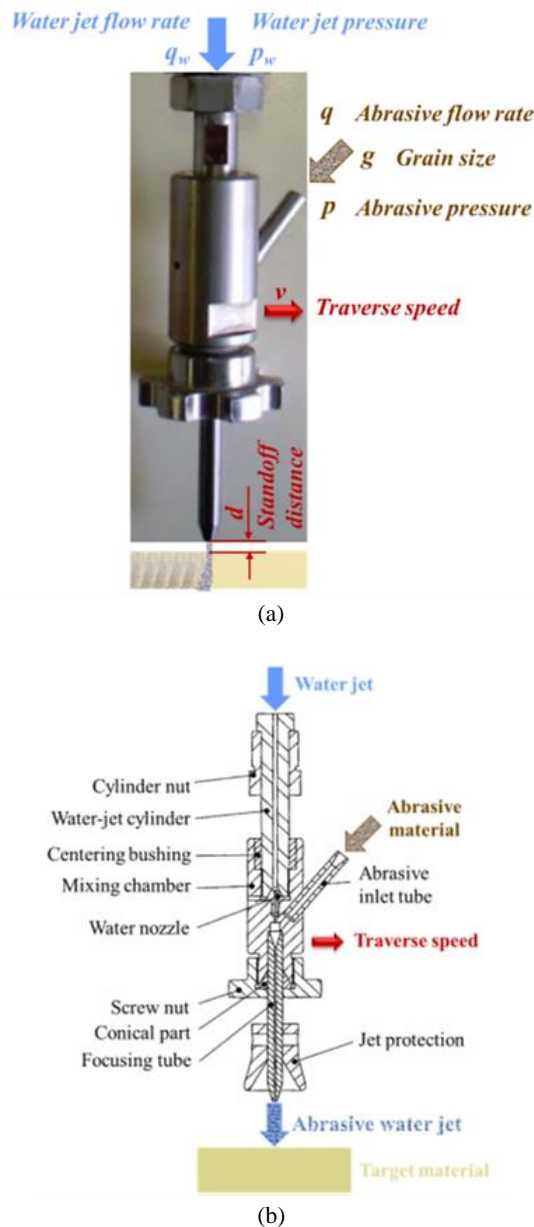 Water jet flow rate Water jet pressure
q_w p_w
q Abrasive flow rate
g Grain size
p Abrasive pressure
v
Traverse speed
d
Standoff
distance
(a)
Water jet
Cylinder nut
Water-jet cylinder
Abrasive
material
Centering bushing
Mixing chamber
Abrasive
inlet tube
Water nozzle
Traverse speed
Screw nut
Conical part
Focusing tube
Jet protection
Abrasive water jet
Target material
(b)